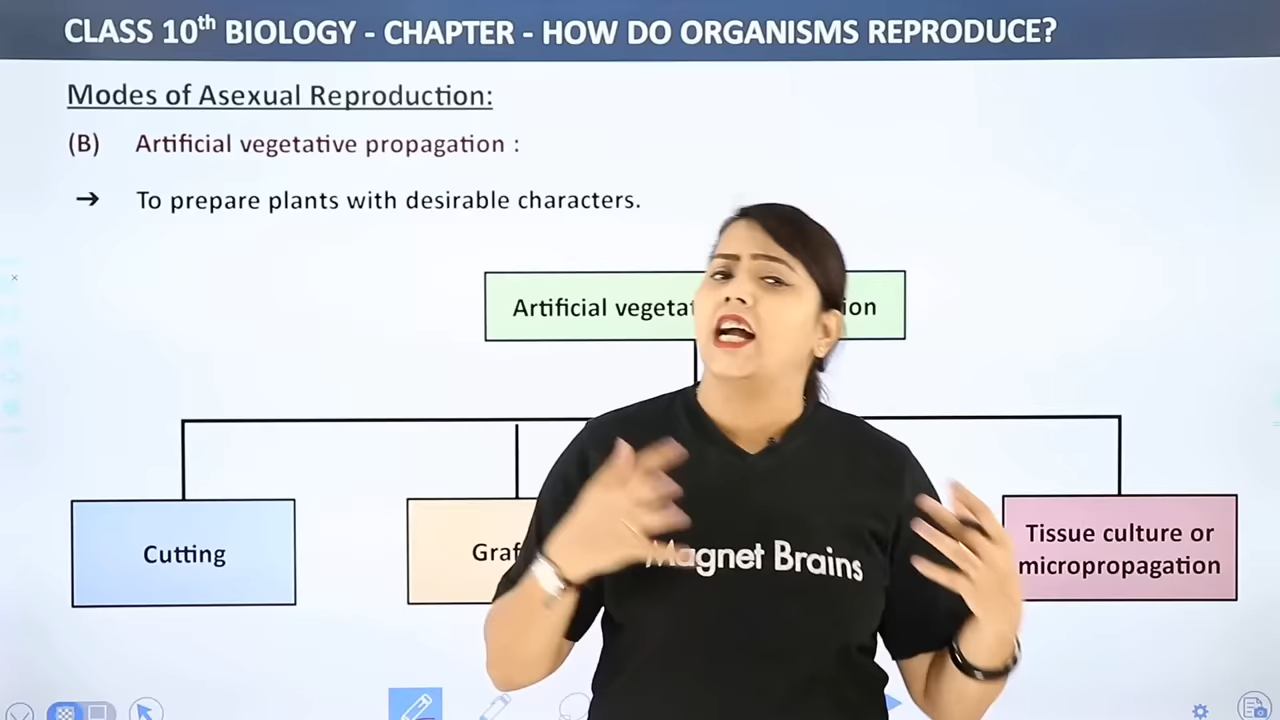 CLASS 10th BIOLOGY - CHAPTER - HOW DO ORGANISMS REPRODUCE?
Modes of Asexual Reproduction:
(B) Artificial vegetative propagation :
→ To prepare plants with desirable characters.
Artificial
Cutting
Tissue culture or
micropropagation
Magnet Brains